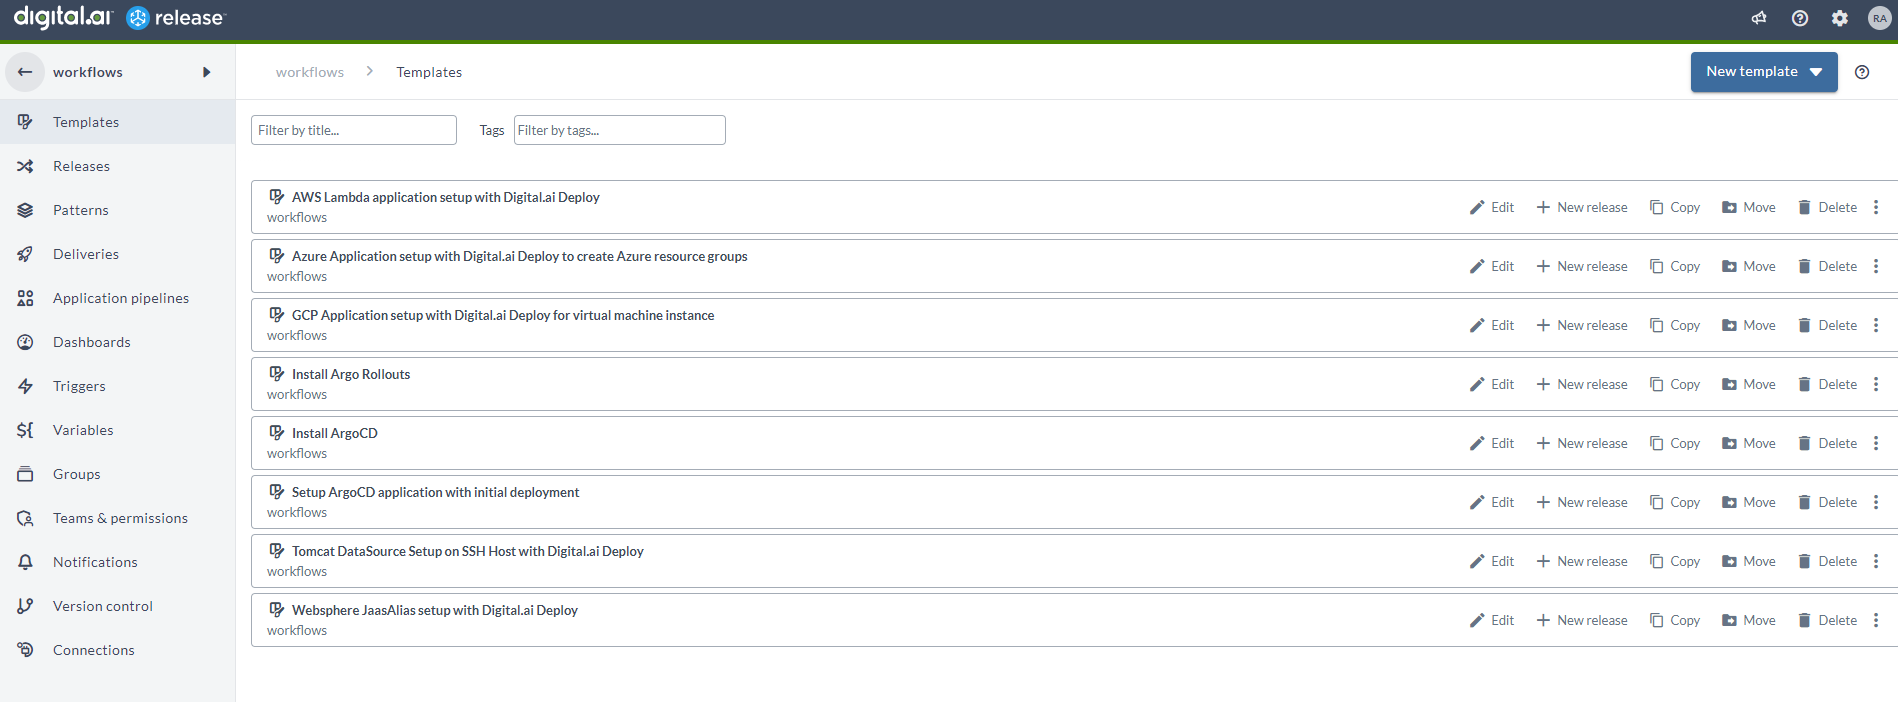 digital.ai release™ RA
workflows
workflows Templates New template
Templates
Releases
Patterns
Deliveries
Application pipelines
Dashboards
Triggers
Variables
Groups
Teams & permissions
Notifications
Version control
Connections
Filter by title... Tags Filter by tags...
AWS Lambda application setup with Digital.ai Deploy
workflows
Edit New release Copy Move Delete
Azure Application setup with Digital.ai Deploy to create Azure resource groups
workflows
Edit New release Copy Move Delete
GCP Application setup with Digital.ai Deploy for virtual machine instance
workflows
Edit New release Copy Move Delete
Install Argo Rollouts
workflows
Edit New release Copy Move Delete
Install ArgoCD
workflows
Edit New release Copy Move Delete
Setup ArgoCD application with initial deployment
workflows
Edit New release Copy Move Delete
Tomcat DataSource Setup on SSH Host with Digital.ai Deploy
workflows
Edit New release Copy Move Delete
Websphere JaasAlias setup with Digital.ai Deploy
workflows
Edit New release Copy Move Delete